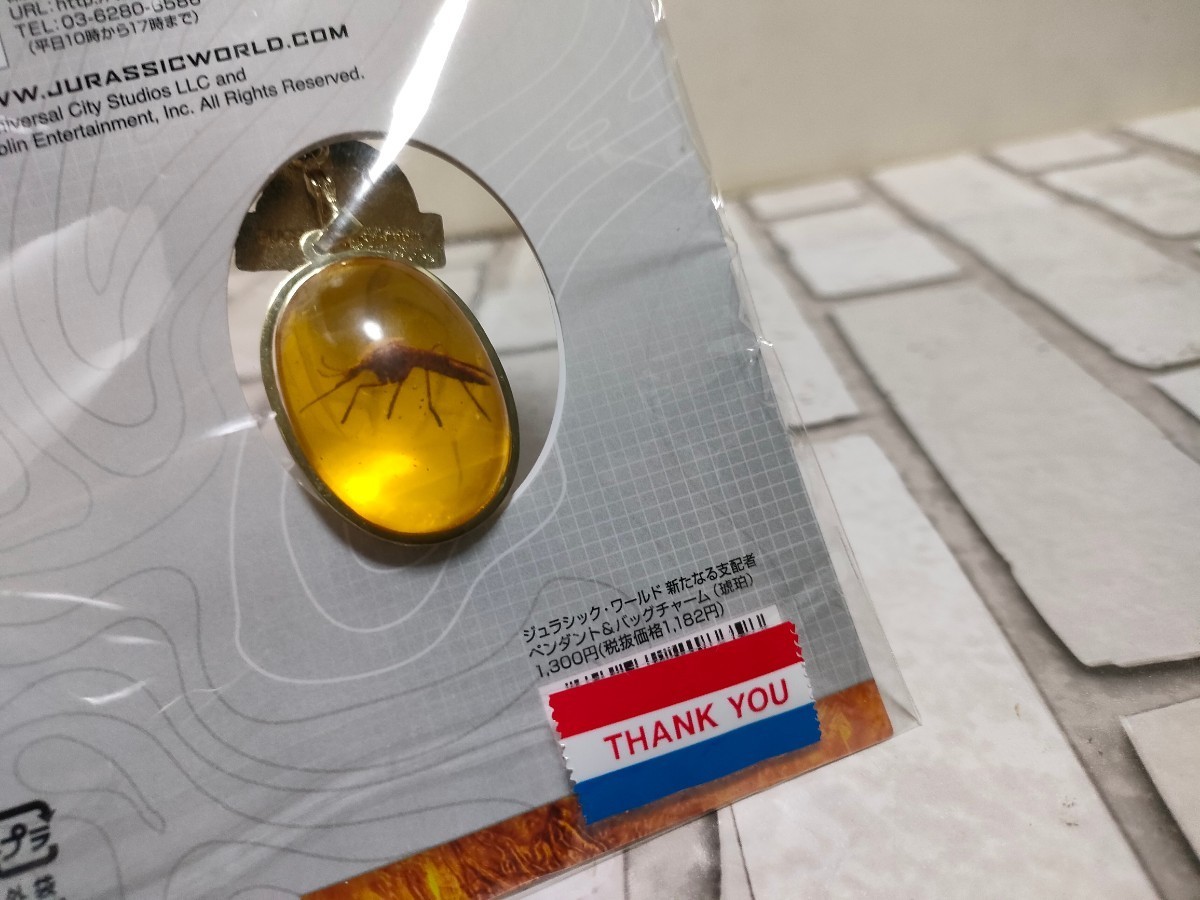 URL:http://
TEL:03-6280-
(平日10時から17時まで)
WW.JURASSICWORLD.COM
niversal City Studios LLC and
blin Entertainment, Inc. All Rights Reserved.
ジュラシック・ワールド 新たなる支配者
ペンダント&バッグチャーム(琥珀)
1,300円(税抜価格1,182円)
THANK YOU
プラ